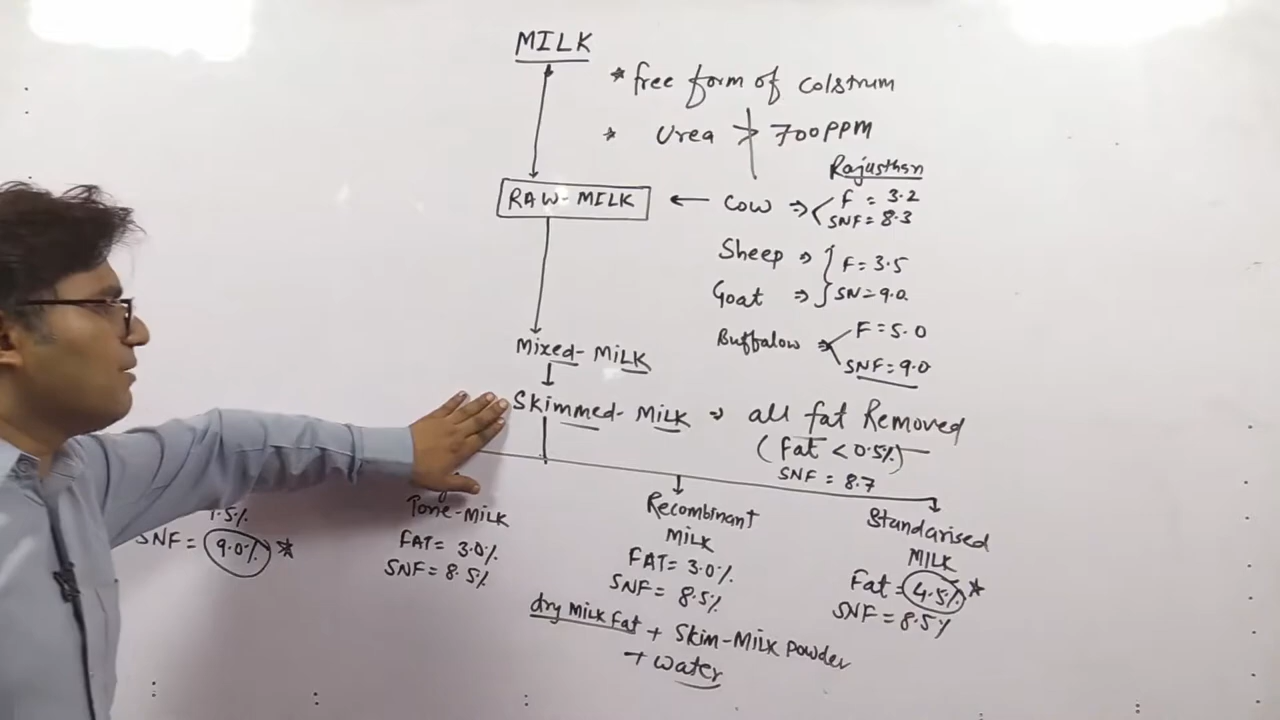 MILK
* free form of Colstrum
* Urea ≯ 700PPM
Rajusthan
RAW-MILK ← Cow ⇒ F = 3.2
SNF = 8.3
Sheep ⇒ F = 3.5
Goat ⇒ SN = 9.0
Buffalow F = 5.0
SNF = 9.0
Mixed-MILK
Skimmed-MILK → all fat Removed
(Fat < 0.5%)
SNF = 8.7
1.5%
SNF = 9.0% *
Tone-MILK
FAT = 3.0%
SNF = 8.5%
Recombinant
MILK
FAT = 3.0%
SNF = 8.5%
dry MILK Fat + Skim-MILK Powder
+ water
Standarised
MILK
Fat = 4.5% *
SNF = 8.5%